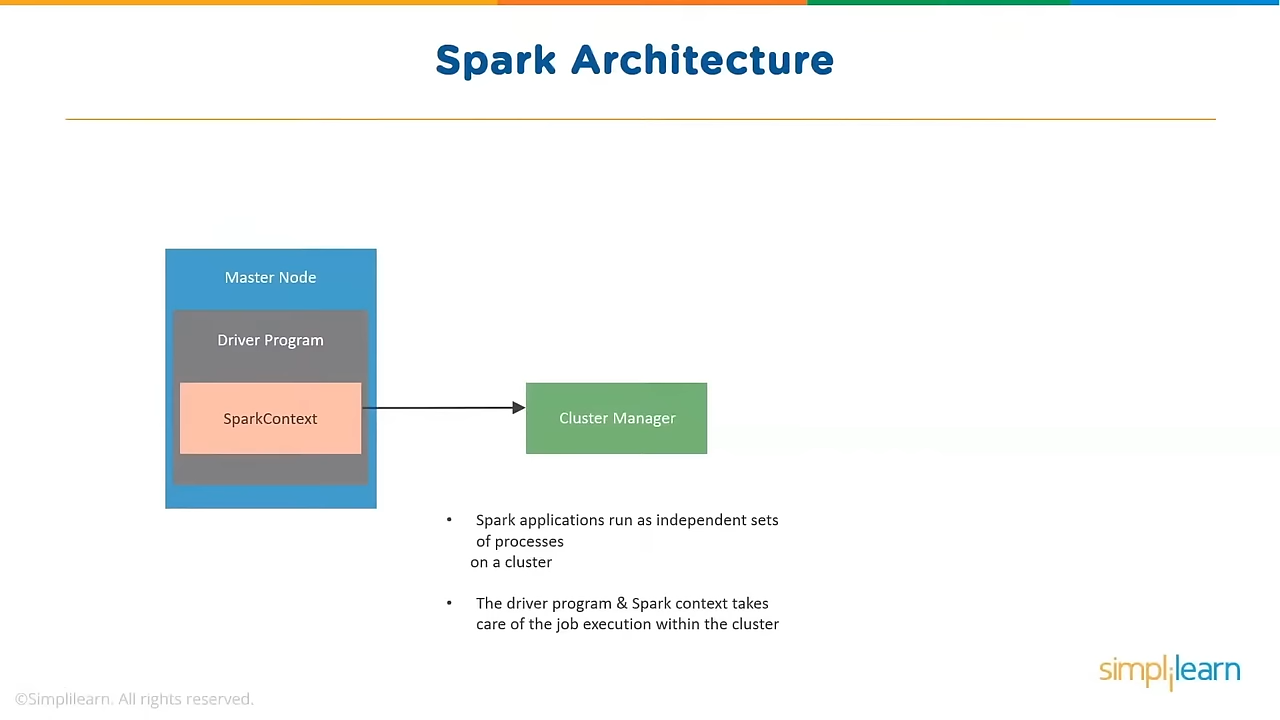 Spark Architecture
Master Node
Driver Program
SparkContext
Cluster Manager
• Spark applications run as independent sets
of processes
on a cluster
• The driver program & Spark context takes
care of the job execution within the cluster
simplilearn
©Simplilearn. All rights reserved.